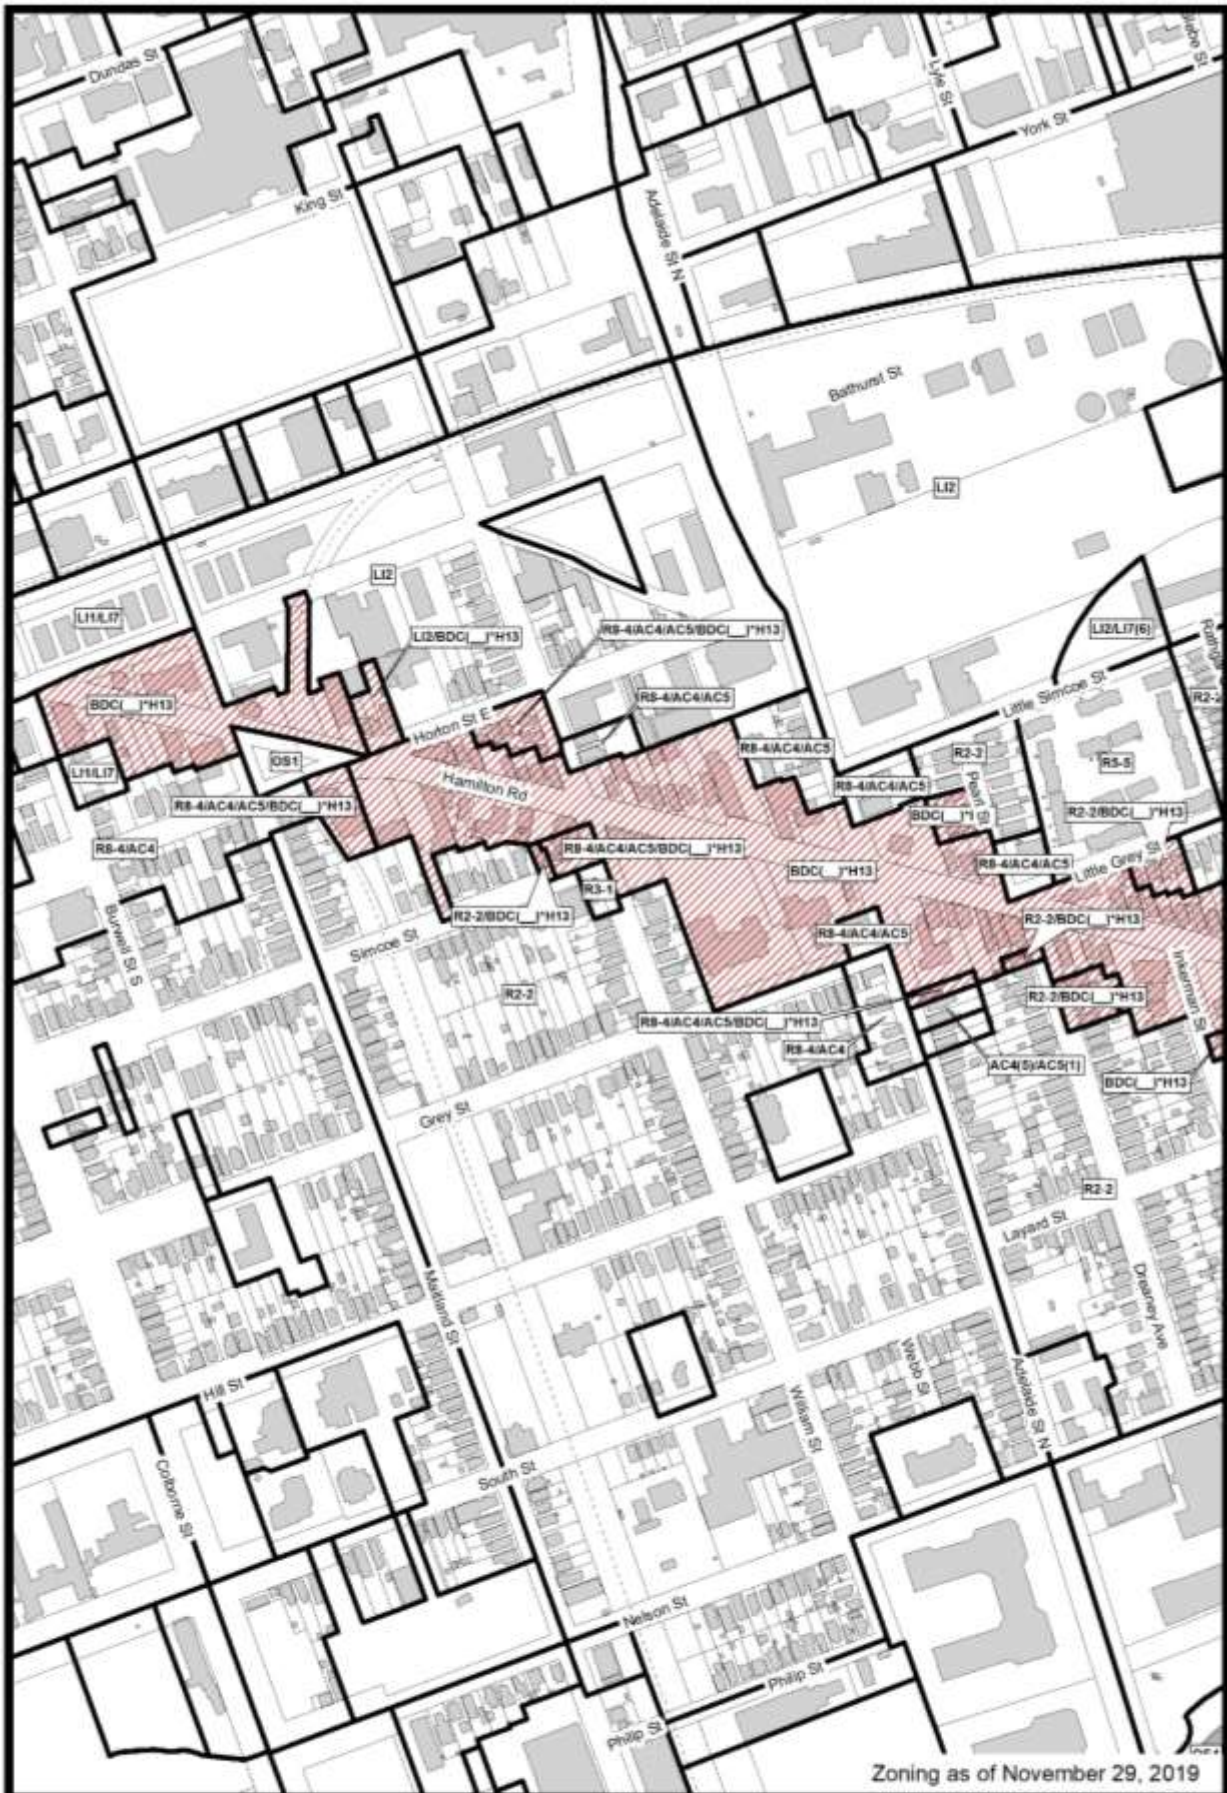 Dundas St
Lyle St
York St
King St
Adelaide St N
Bathurst St
LI2
LI2
LI1/LI7
LI2/BDC(__)*H13
R8-4/AC4/AC5/BDC(__)*H13
LI2/LI7(6)
BDC(__)*H13
R8-4/AC4/AC5
Little Simcoe St
Horton St E
R8-4/AC4/AC5
R2-2
OS1
LI1/LI7
Hamilton Rd
R8-4/AC4/AC5
Pearl St
R8-4/AC4/AC5/BDC(__)*H13
R2-2/BDC(__)*H13
R8-4/AC4
R8-4/AC4/AC5/BDC(__)*H13
R8-4/AC4/AC5
Little Grey St
BDC(__)*H13
R3-1
R2-2/BDC(__)*H13
R2-2/BDC(__)*H13
R8-4/AC4/AC5
Burwell St S
Simcoe St
Inkerman St
R2-2
R2-2/BDC(__)*H13
R8-4/AC4/AC5/BDC(__)*H13
R8-4/AC4
AC4(5)/AC5(1)
BDC(__)*H13
Grey St
R2-2
Layard St
Maitland St
Dreaney Ave
Hill St
Webb St
Adelaide St N
William St
South St
Colborne St
Nelson St
Philip St
Philip St
Zoning as of November 29, 2019